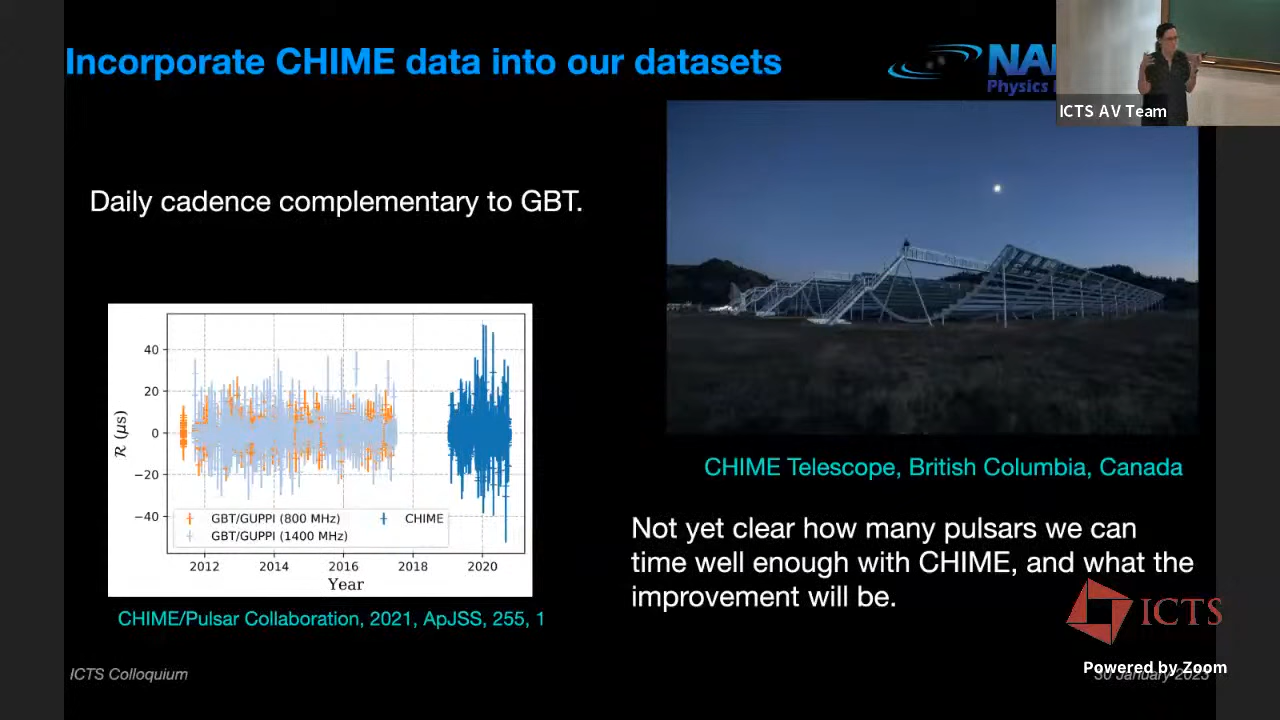 Incorporate CHIME data into our datasets
Physics
ICTS AV Team
Daily cadence complementary to GBT.
40
20
0
−20
−40
R (μs)
GBT/GUPPI (800 MHz)
GBT/GUPPI (1400 MHz)
CHIME
2012 2014 2016 2018 2020
Year
CHIME/Pulsar Collaboration, 2021, ApJSS, 255, 1
CHIME Telescope, British Columbia, Canada
Not yet clear how many pulsars we can
time well enough with CHIME, and what the
improvement will be.
ICTS
Powered by Zoom
ICTS Colloquium
30 January 2023